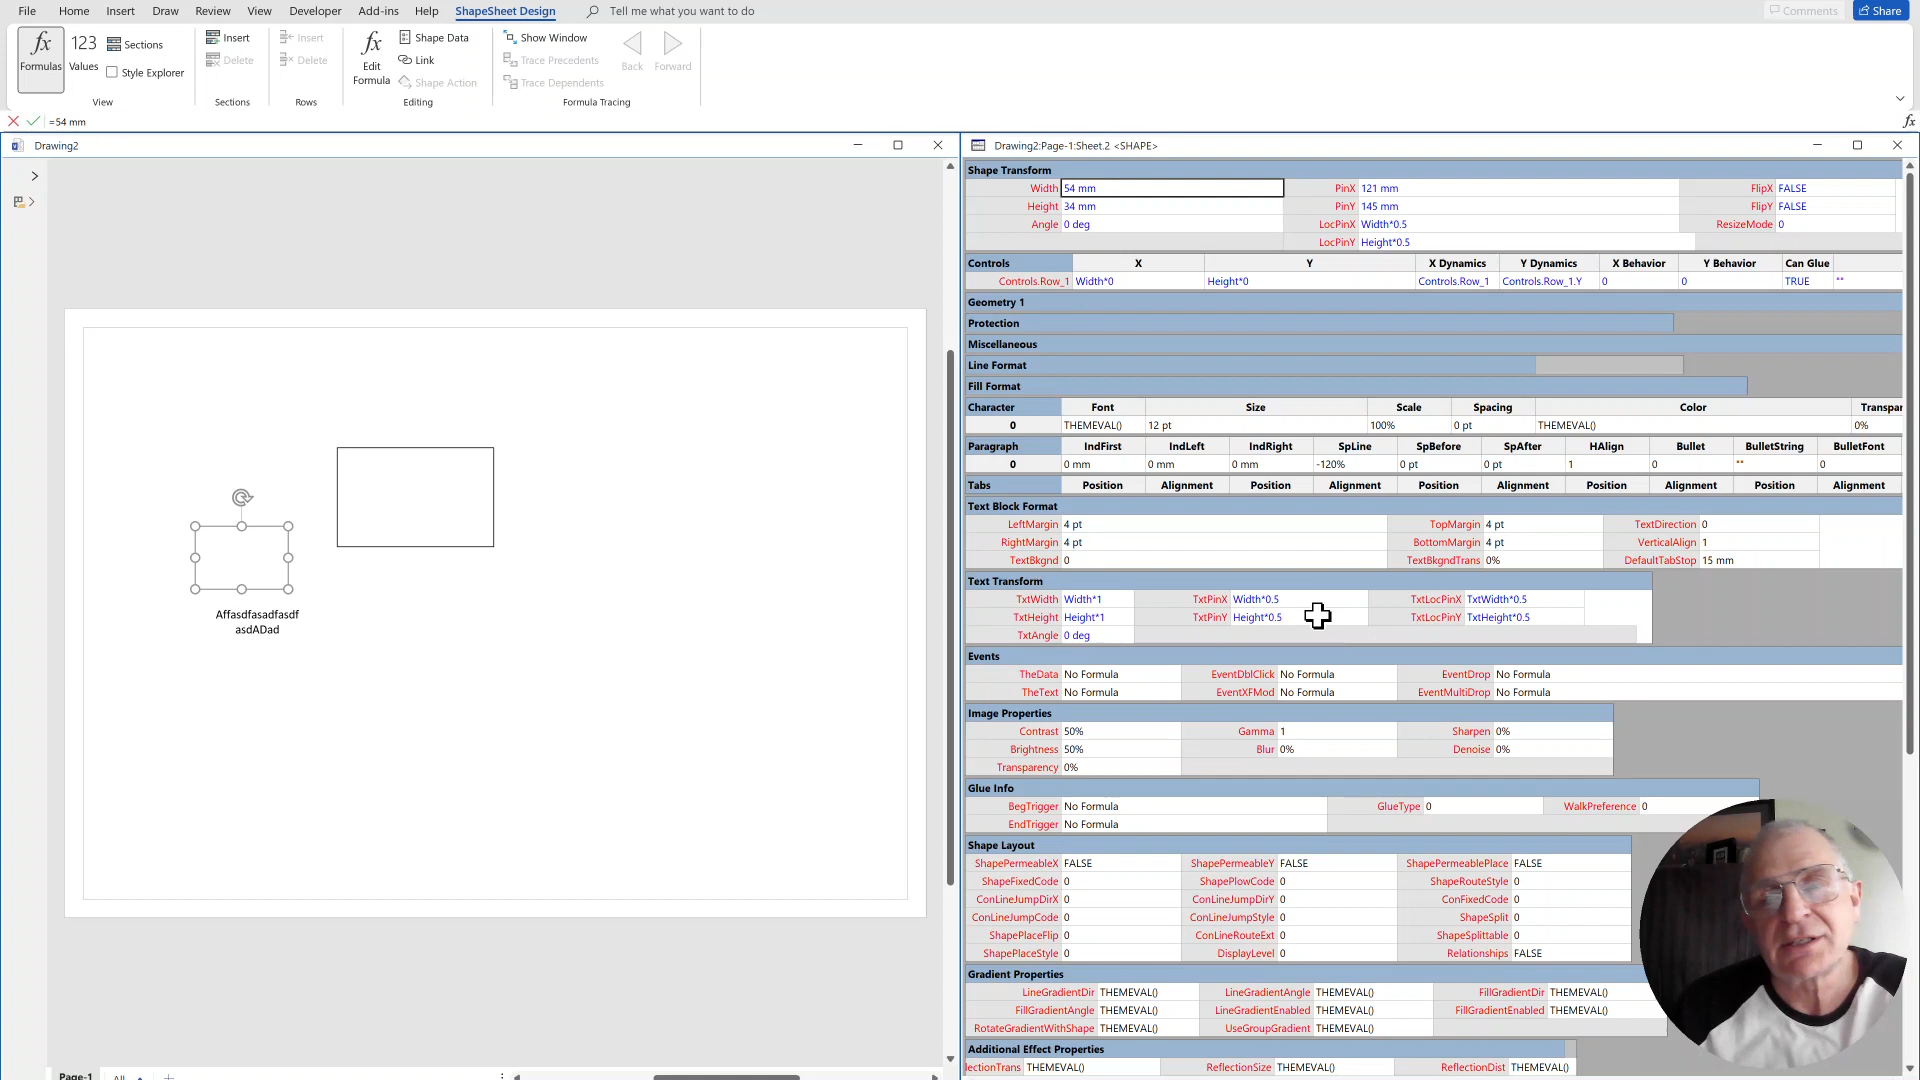 File Home Insert Draw Review View Developer Add-ins Help ShapeSheet Design Tell me what you want to do Comments Share
fx Formulas 123 Values Sections Style Explorer View
Insert Delete Sections
Insert Delete Rows
fx Edit Formula Shape Data Link Shape Action Editing
Show Window Trace Precedents Trace Dependents Back Forward Formula Tracing
=54 mm fx
Drawing2
Affasdfasadfasdf
asdADad
Page-1 All
Drawing2:Page-1:Sheet.2 <SHAPE>
Shape Transform
Width 54 mm PinX 121 mm FlipX FALSE
Height 34 mm PinY 145 mm FlipY FALSE
Angle 0 deg LocPinX Width*0.5 ResizeMode 0
LocPinY Height*0.5
Controls X Y X Dynamics Y Dynamics X Behavior Y Behavior Can Glue
Controls.Row_1 Width*0 Height*0 Controls.Row_1 Controls.Row_1.Y 0 0 TRUE ""
Geometry 1
Protection
Miscellaneous
Line Format
Fill Format
Character Font Size Scale Spacing Color Transpar
0 THEMEVAL() 12 pt 100% 0 pt THEMEVAL() 0%
Paragraph IndFirst IndLeft IndRight SpLine SpBefore SpAfter HAlign Bullet BulletString BulletFont
0 0 mm 0 mm 0 mm -120% 0 pt 0 pt 1 0 "" 0
Tabs Position Alignment Position Alignment Position Alignment Position Alignment Position Alignment
Text Block Format
LeftMargin 4 pt TopMargin 4 pt TextDirection 0
RightMargin 4 pt BottomMargin 4 pt VerticalAlign 1
TextBkgnd 0 TextBkgndTrans 0% DefaultTabStop 15 mm
Text Transform
TxtWidth Width*1 TxtPinX Width*0.5 TxtLocPinX TxtWidth*0.5
TxtHeight Height*1 TxtPinY Height*0.5 TxtLocPinY TxtHeight*0.5
TxtAngle 0 deg
Events
TheData No Formula EventDblClick No Formula EventDrop No Formula
TheText No Formula EventXFMod No Formula EventMultiDrop No Formula
Image Properties
Contrast 50% Gamma 1 Sharpen 0%
Brightness 50% Blur 0% Denoise 0%
Transparency 0%
Glue Info
BegTrigger No Formula GlueType 0 WalkPreference 0
EndTrigger No Formula
Shape Layout
ShapePermeableX FALSE ShapePermeableY FALSE ShapePermeablePlace FALSE
ShapeFixedCode 0 ShapePlowCode 0 ShapeRouteStyle 0
ConLineJumpDirX 0 ConLineJumpDirY 0 ConFixedCode 0
ConLineJumpCode 0 ConLineJumpStyle 0 ShapeSplit 0
ShapePlaceFlip 0 ConLineRouteExt 0 ShapeSplittable 0
ShapePlaceStyle 0 DisplayLevel 0 Relationships FALSE
Gradient Properties
LineGradientDir THEMEVAL() LineGradientAngle THEMEVAL() FillGradientDir THEMEVAL()
FillGradientAngle THEMEVAL() LineGradientEnabled THEMEVAL() FillGradientEnabled THEMEVAL()
RotateGradientWithShape THEMEVAL() UseGroupGradient THEMEVAL()
Additional Effect Properties
lectionTrans THEMEVAL() ReflectionSize THEMEVAL() ReflectionDist THEMEVAL()